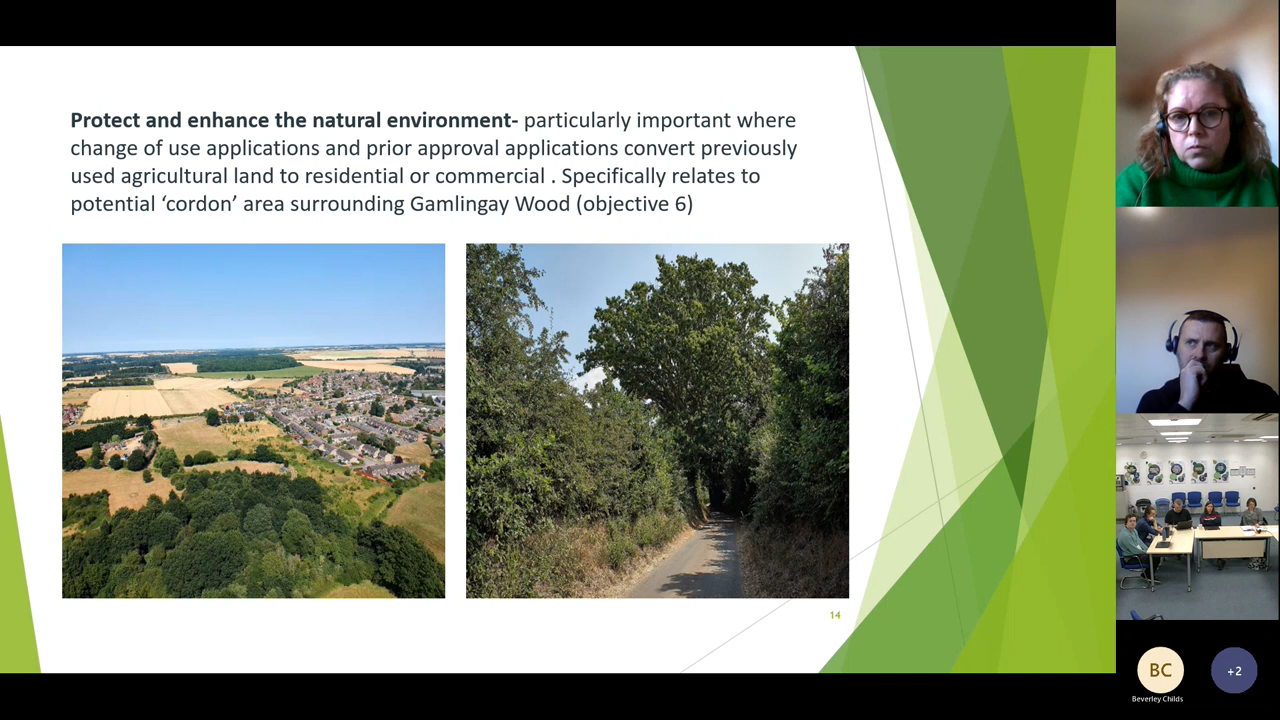 Protect and enhance the natural environment- particularly important where
change of use applications and prior approval applications convert previously
used agricultural land to residential or commercial . Specifically relates to
potential ‘cordon’ area surrounding Gamlingay Wood (objective 6)
14
BC
Beverley Childs
+2